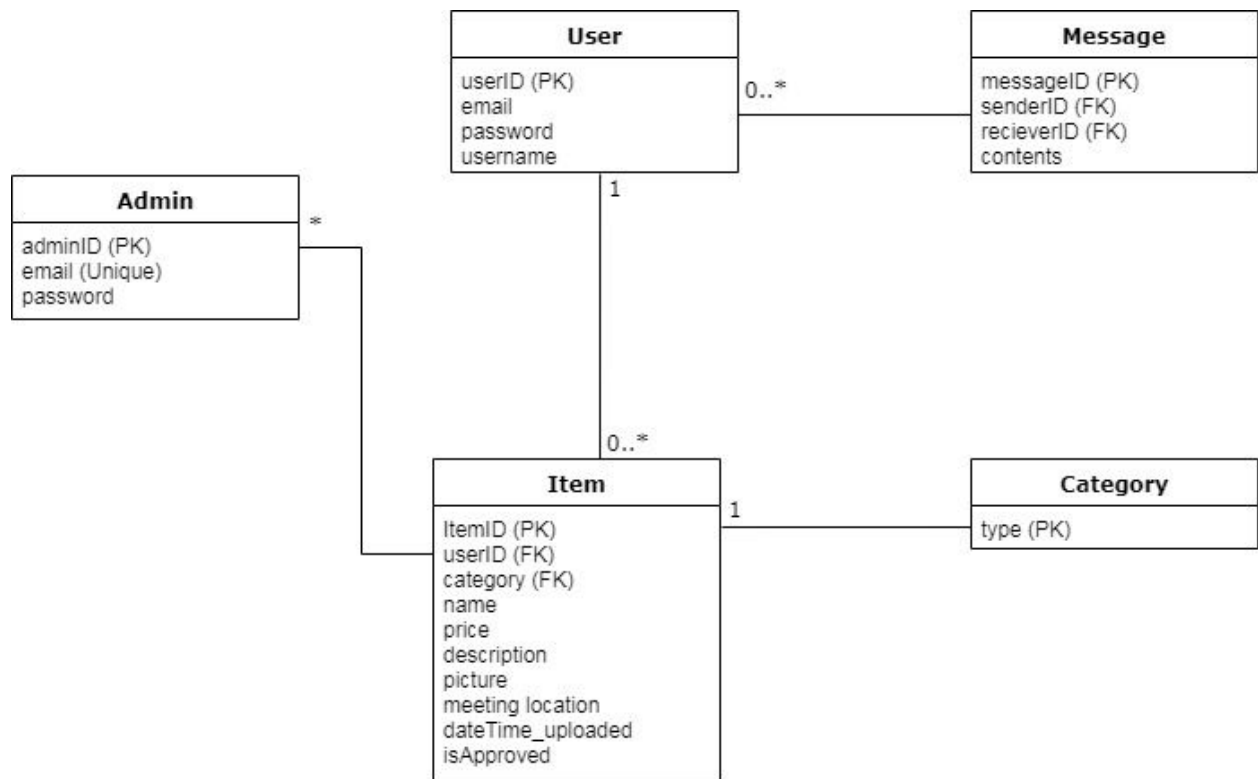 User
userID (PK)
email
password
username
Message
messageID (PK)
senderID (FK)
recieverID (FK)
contents
0..*
1
Admin
adminID (PK)
email (Unique)
password
*
0..*
Item
ItemID (PK)
userID (FK)
category (FK)
name
price
description
picture
meeting location
dateTime_uploaded
isApproved
1
Category
type (PK)